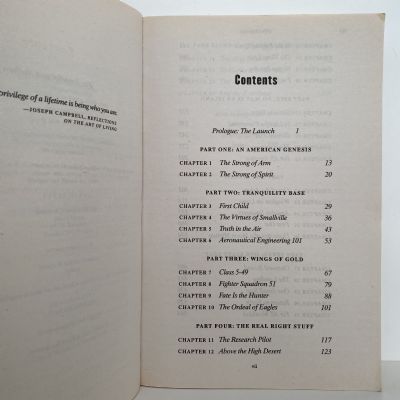 privilege of a lifetime is being who you are.
—JOSEPH CAMPBELL, REFLECTIONS
ON THE ART OF LIVING
Contents
Prologue: The Launch 1
PART ONE: AN AMERICAN GENESIS
CHAPTER 1 The Strong of Arm 13
CHAPTER 2 The Strong of Spirit 20
PART TWO: TRANQUILITY BASE
CHAPTER 3 First Child 29
CHAPTER 4 The Virtues of Smallville 36
CHAPTER 5 Truth in the Air 43
CHAPTER 6 Aeronautical Engineering 101 53
PART THREE: WINGS OF GOLD
CHAPTER 7 Class 5-49 67
CHAPTER 8 Fighter Squadron 51 79
CHAPTER 9 Fate Is the Hunter 88
CHAPTER 10 The Ordeal of Eagles 101
PART FOUR: THE REAL RIGHT STUFF
CHAPTER 11 The Research Pilot 117
CHAPTER 12 Above the High Desert 123
vii